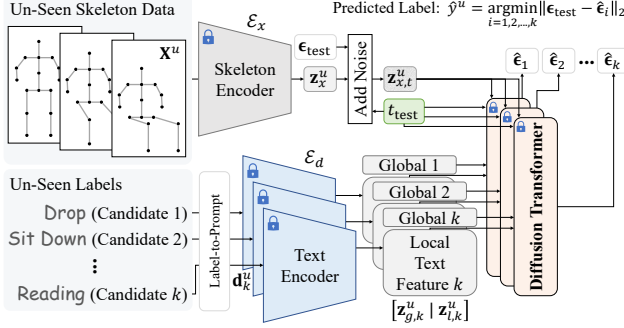 Un-Seen Skeleton Data
X^u
ℰ_x
Skeleton
Encoder
ϵ_test
z_x^u
Add Noise
z_{x,t}^u
t_test
Predicted Label: ŷ^u = argmin_{i=1,2,...,k} ||ϵ_test − ϵ̂_i||_2
ϵ̂_1 ϵ̂_2 ... ϵ̂_k
Un-Seen Labels
Drop (Candidate 1)
Sit Down (Candidate 2)
⋮
Reading (Candidate k)
Label-to-Prompt
d_k^u
ℰ_d
Text
Encoder
Global 1
Global 2
Global k
Local
Text
Feature k
[z_{g,k}^u | z_{l,k}^u]
Diffusion Transformer